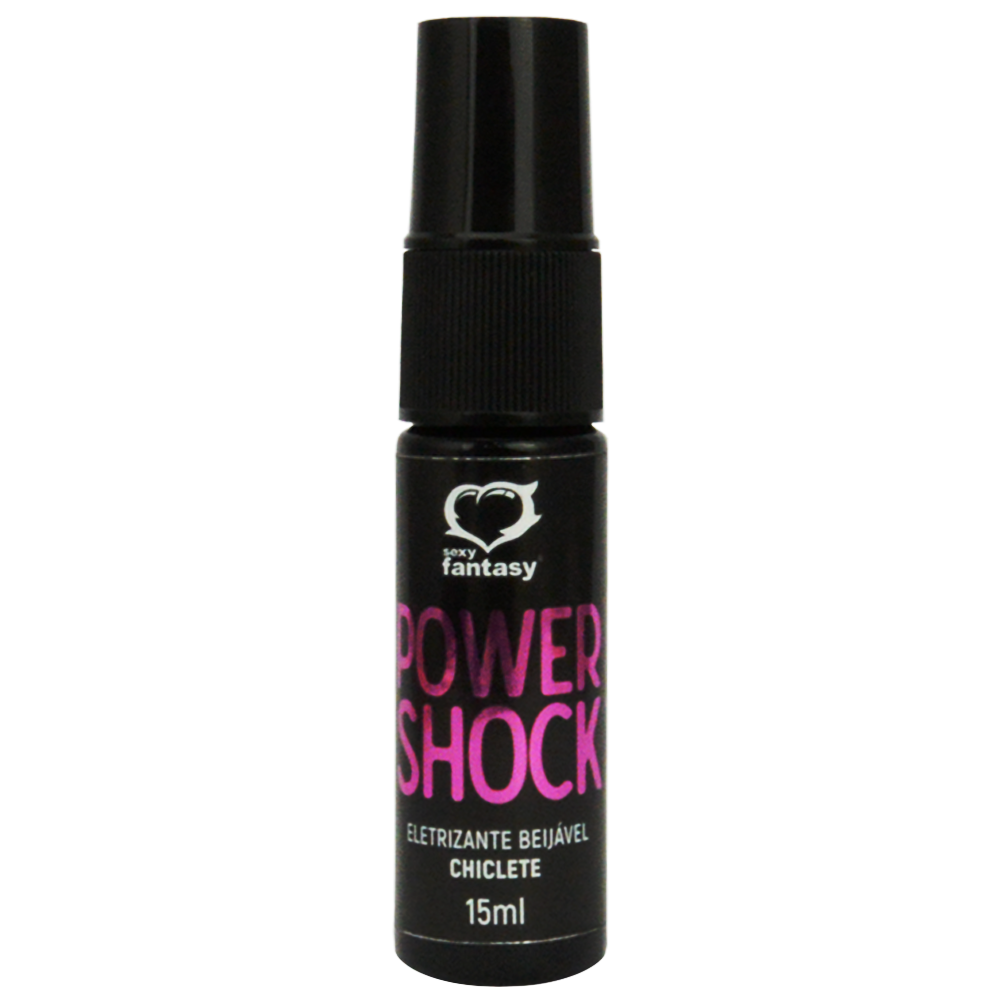 sexy
fantasy®
POWER
SHOCK
ELETRIZANTE BEIJÁVEL
CHICLETE
15ml